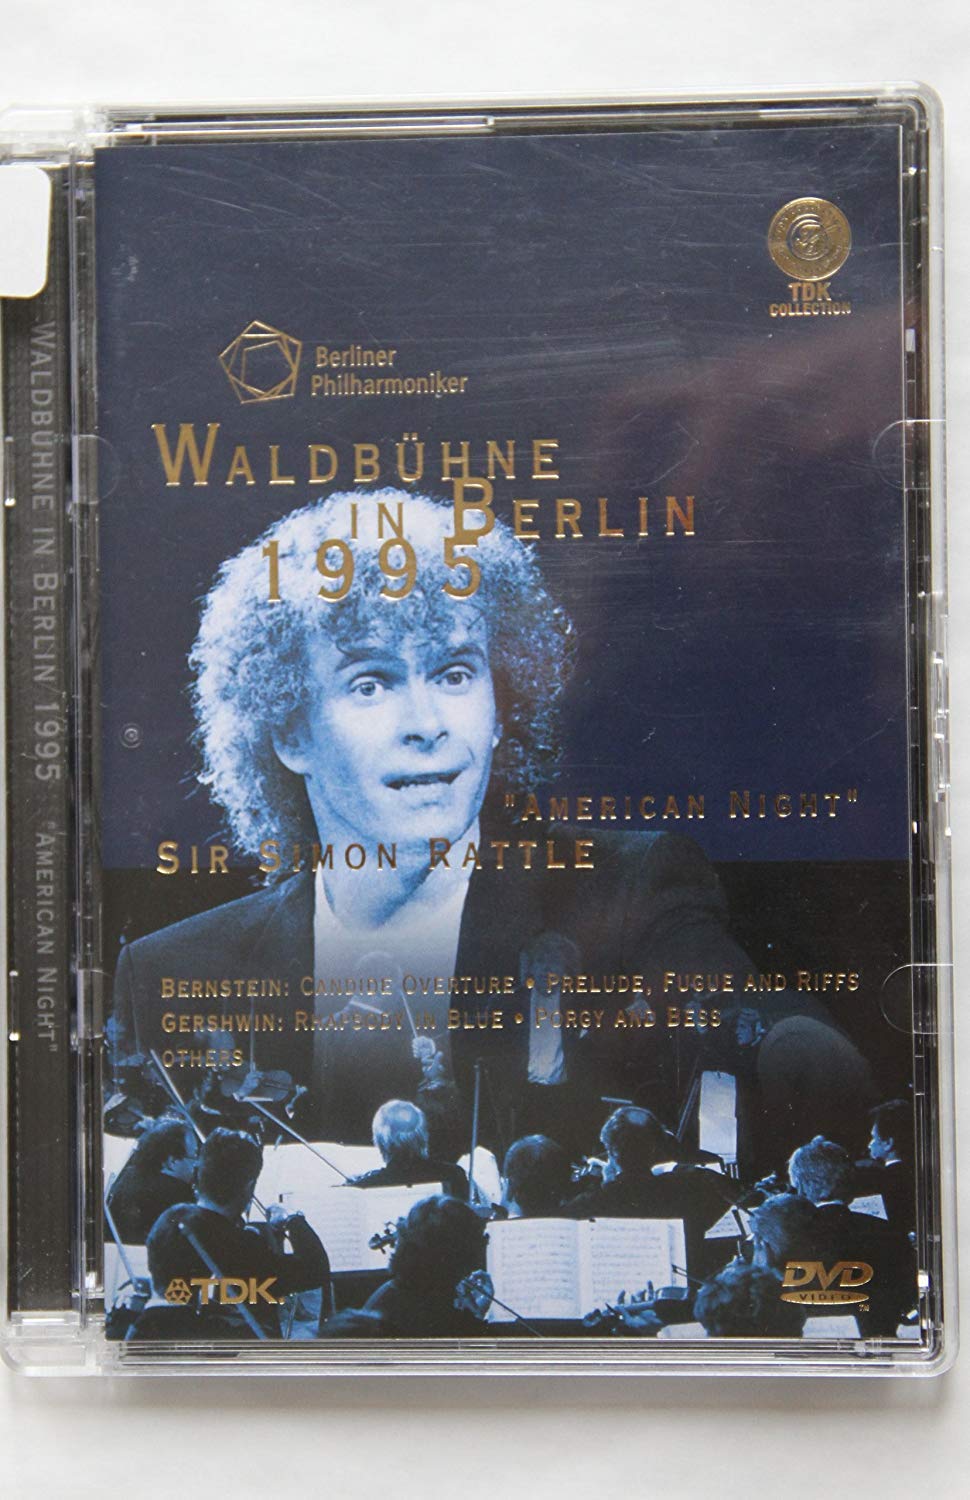 TDK
COLLECTION
Berliner
Philharmoniker
WALDBÜHNE
IN BERLIN
1995
"AMERICAN NIGHT"
SIR SIMON RATTLE
BERNSTEIN: CANDIDE OVERTURE • PRELUDE, FUGUE AND RIFFS
GERSHWIN: RHAPSODY IN BLUE • PORGY AND BESS
OTHERS
TDK.
DVD
VIDEO
TM
WALDBÜHNE IN BERLIN 1995 "AMERICAN NIGHT"